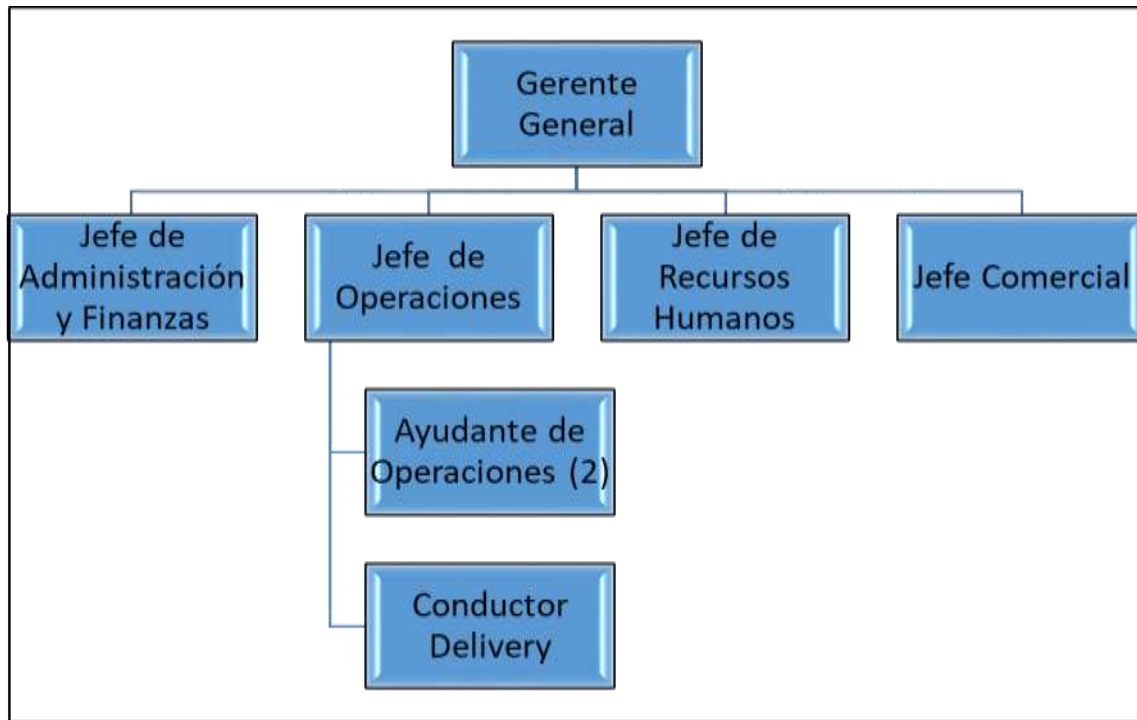 Gerente
General
Jefe de
Administración
y Finanzas
Jefe de
Operaciones
Jefe de
Recursos
Humanos
Jefe Comercial
Ayudante de
Operaciones (2)
Conductor
Delivery